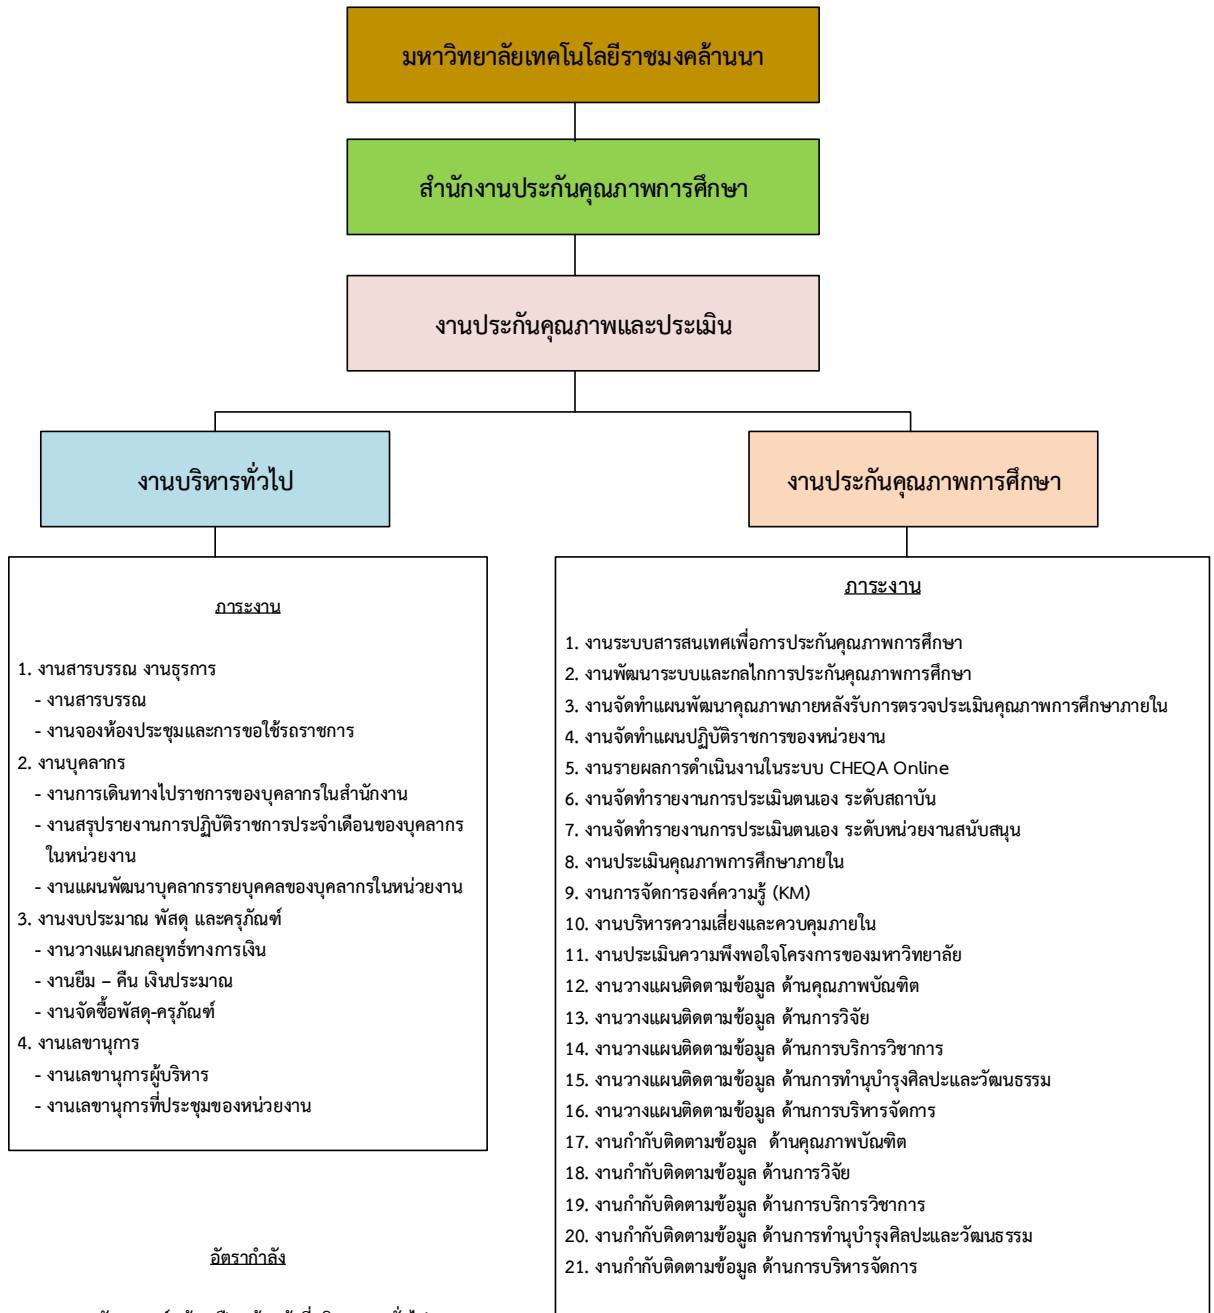 มหาวิทยาลัยเทคโนโลยีราชมงคล้านนา
สำนักงานประกันคุณภาพการศึกษา
งานประกันคุณภาพและประเมิน
งานบริหารทั่วไป
ภาระงาน
1. งานสารบรรณ งานธุรการ
- งานสารบรรณ
- งานจองห้องประชุมและการขอใช้รถราชการ
2. งานบุคลากร
- งานการเดินทางไปราชการของบุคลากรในสำนักงาน
- งานสรุปรายงานการปฏิบัติราชการประจำเดือนของบุคลากร
ในหน่วยงาน
- งานแผนพัฒนาบุคลากรรายบุคคลของบุคลากรในหน่วยงาน
3. งานงบประมาณ พัสดุ และครุภัณฑ์
- งานวางแผนกลยุทธ์ทางการเงิน
- งานยืม – คืน เงินประมาณ
- งานจัดซื้อพัสดุ-ครุภัณฑ์
4. งานเลขานุการ
- งานเลขานุการผู้บริหาร
- งานเลขานุการที่ประชุมของหน่วยงาน
อัตรากำลัง
งานประกันคุณภาพการศึกษา
ภาระงาน
1. งานระบบสารสนเทศเพื่อการประกันคุณภาพการศึกษา
2. งานพัฒนาระบบและกลไกการประกันคุณภาพการศึกษา
3. งานจัดทำแผนพัฒนาคุณภาพภายหลังรับการตรวจประเมินคุณภาพการศึกษาภายใน
4. งานจัดทำแผนปฏิบัติราชการของหน่วยงาน
5. งานรายผลการดำเนินงานในระบบ CHEQA Online
6. งานจัดทำรายงานการประเมินตนเอง ระดับสถาบัน
7. งานจัดทำรายงานการประเมินตนเอง ระดับหน่วยงานสนับสนุน
8. งานประเมินคุณภาพการศึกษาภายใน
9. งานการจัดการองค์ความรู้ (KM)
10. งานบริหารความเสี่ยงและควบคุมภายใน
11. งานประเมินความพึงพอใจโครงการของมหาวิทยาลัย
12. งานวางแผนติดตามข้อมูล ด้านคุณภาพบัณฑิต
13. งานวางแผนติดตามข้อมูล ด้านการวิจัย
14. งานวางแผนติดตามข้อมูล ด้านการบริการวิชาการ
15. งานวางแผนติดตามข้อมูล ด้านการทำนุบำรุงศิลปะและวัฒนธรรม
16. งานวางแผนติดตามข้อมูล ด้านการบริหารจัดการ
17. งานกำกับติดตามข้อมูล ด้านคุณภาพบัณฑิต
18. งานกำกับติดตามข้อมูล ด้านการวิจัย
19. งานกำกับติดตามข้อมูล ด้านการบริการวิชาการ
20. งานกำกับติดตามข้อมูล ด้านการทำนุบำรุงศิลปะและวัฒนธรรม
21. งานกำกับติดตามข้อมูล ด้านการบริหารจัดการ